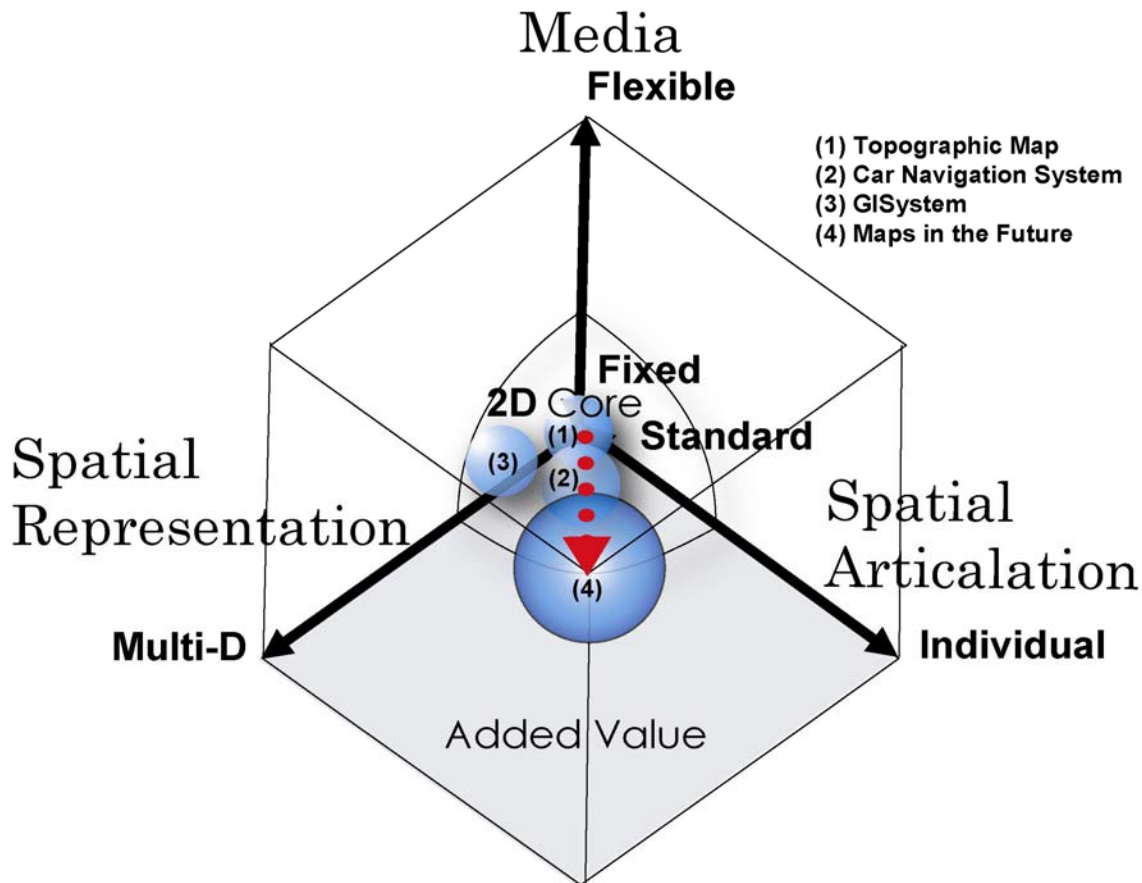 Media
Flexible
(1) Topographic Map
(2) Car Navigation System
(3) GISystem
(4) Maps in the Future
Fixed
2D Core
(1)
Standard
(3)
(2)
Spatial
Representation
Spatial
Articalation
(4)
Multi-D
Individual
Added Value